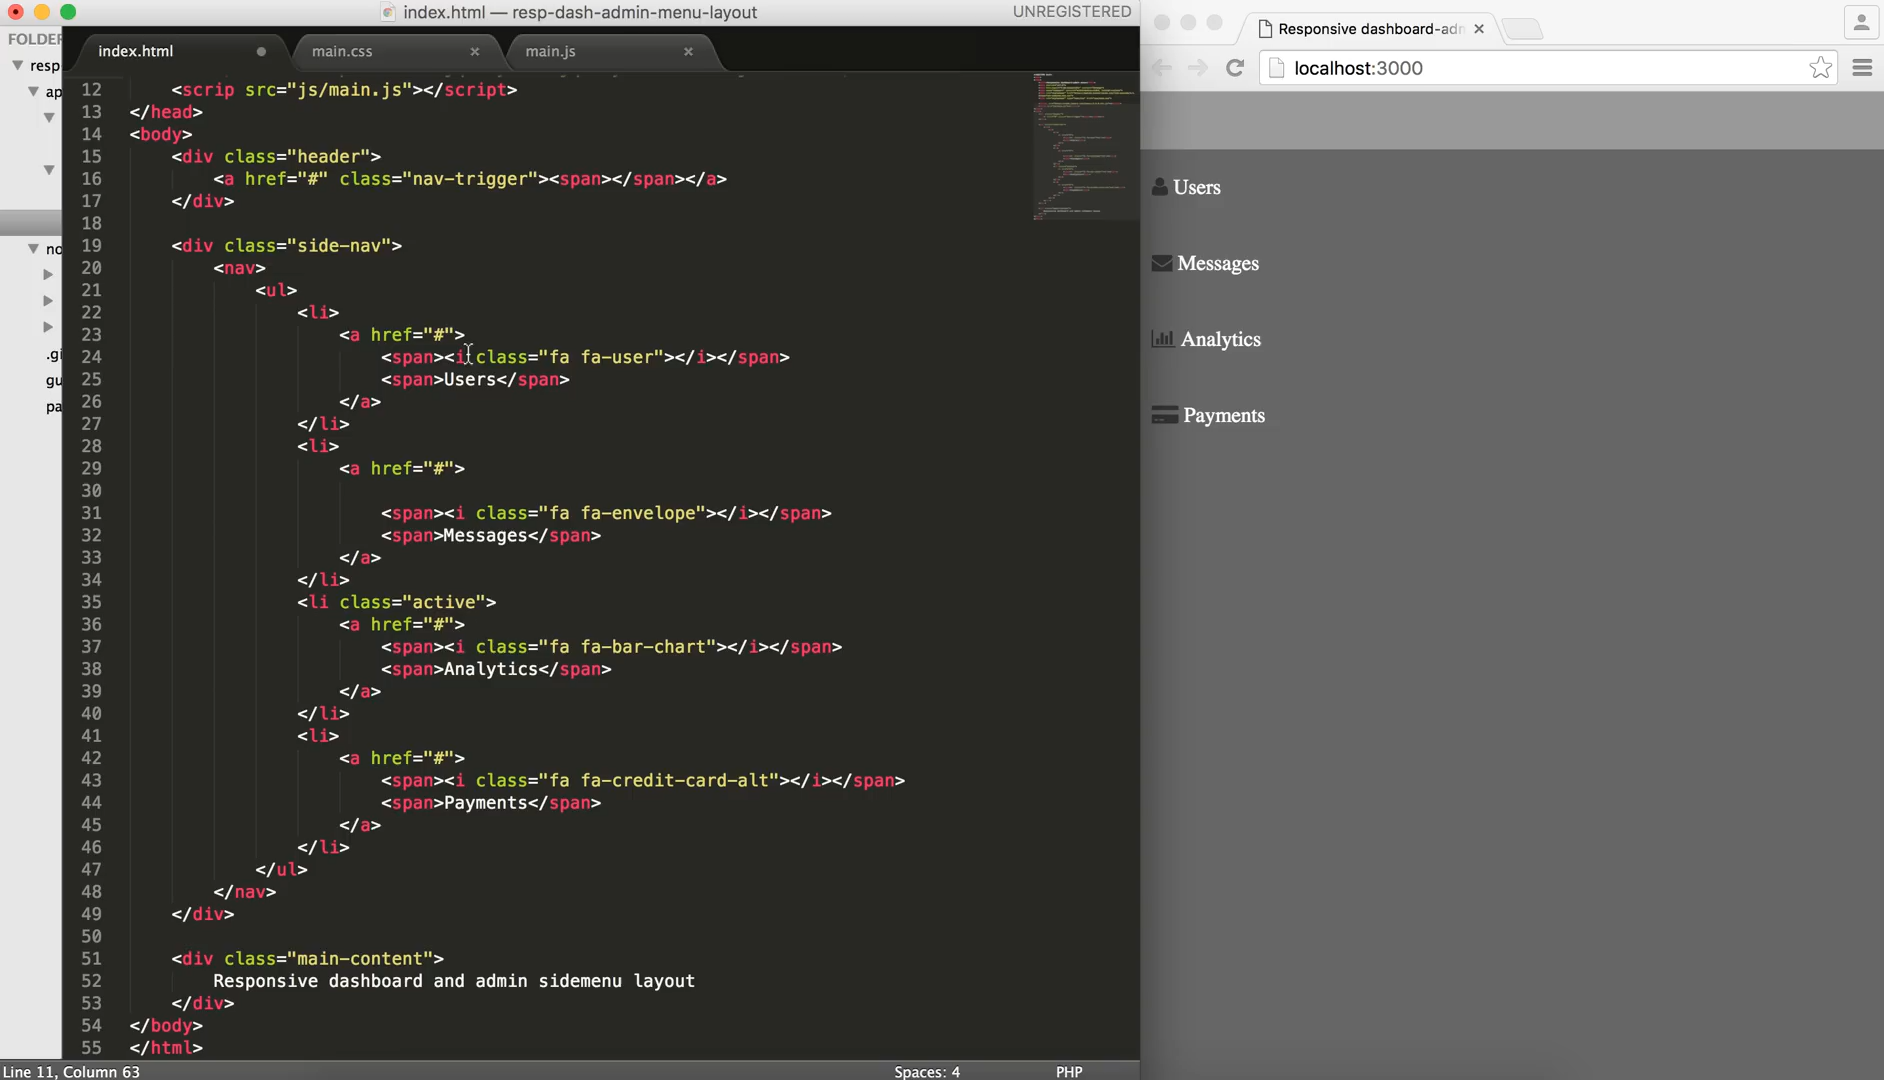 index.html — resp-dash-admin-menu-layout
UNREGISTERED
FOLDER
resp
ap
no
.gi
gu
pa
index.html
main.css
main.js
12 <scrip src="js/main.js"></script>
13 </head>
14 <body>
15 <div class="header">
16 <a href="#" class="nav-trigger"><span></span></a>
17 </div>
18
19 <div class="side-nav">
20 <nav>
21 <ul>
22 <li>
23 <a href="#">
24 <span><i class="fa fa-user"></i></span>
25 <span>Users</span>
26 </a>
27 </li>
28 <li>
29 <a href="#">
30
31 <span><i class="fa fa-envelope"></i></span>
32 <span>Messages</span>
33 </a>
34 </li>
35 <li class="active">
36 <a href="#">
37 <span><i class="fa fa-bar-chart"></i></span>
38 <span>Analytics</span>
39 </a>
40 </li>
41 <li>
42 <a href="#">
43 <span><i class="fa fa-credit-card-alt"></i></span>
44 <span>Payments</span>
45 </a>
46 </li>
47 </ul>
48 </nav>
49 </div>
50
51 <div class="main-content">
52 Responsive dashboard and admin sidemenu layout
53 </div>
54 </body>
55 </html>
Line 11, Column 63
Spaces: 4
PHP
Responsive dashboard-adm
localhost:3000
Users
Messages
Analytics
Payments